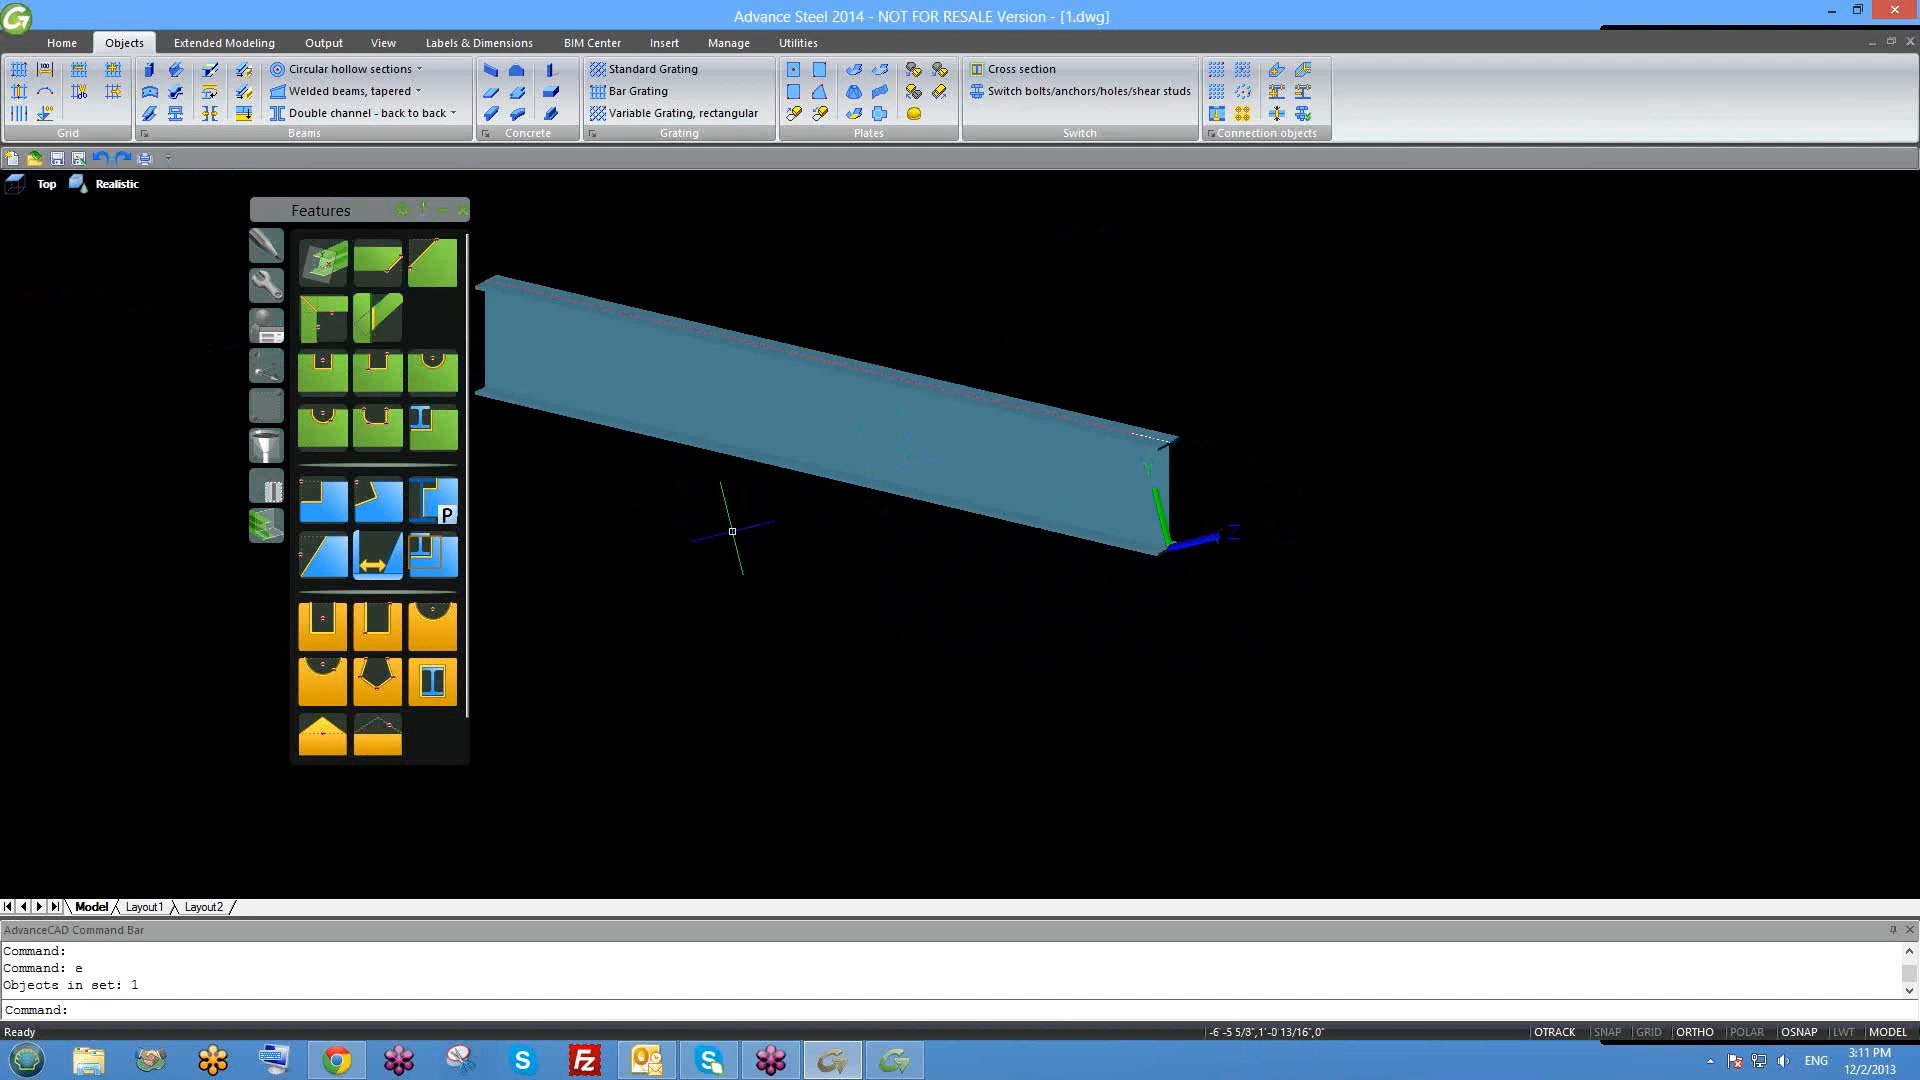 Advance Steel 2014 - NOT FOR RESALE Version - [1.dwg]
Home Objects Extended Modeling Output View Labels & Dimensions BIM Center Insert Manage Utilities
Circular hollow sections Standard Grating Cross section
Welded beams, tapered Bar Grating Switch bolts/anchors/holes/shear studs
Double channel - back to back Variable Grating, rectangular
Grid Beams Concrete Grating Plates Switch Connection objects
Top Realistic
Features
P
Y
Z
Model Layout1 Layout2
AdvanceCAD Command Bar
Command:
Command: e
Objects in set: 1
Command:
Ready -6'-5 5/8",1'-0 13/16",0" OTRACK SNAP GRID ORTHO POLAR OSNAP LWT MODEL
ENG
3:11 PM
12/2/2013